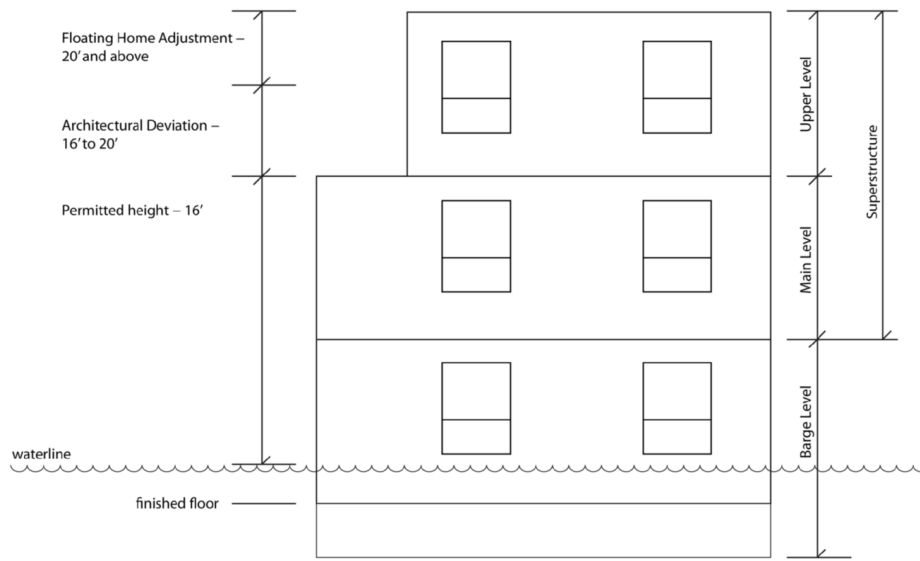 Floating Home Adjustment –
20' and above
Architectural Deviation –
16' to 20'
Permitted height – 16'
waterline
finished floor
Upper Level
Main Level
Barge Level
Superstructure